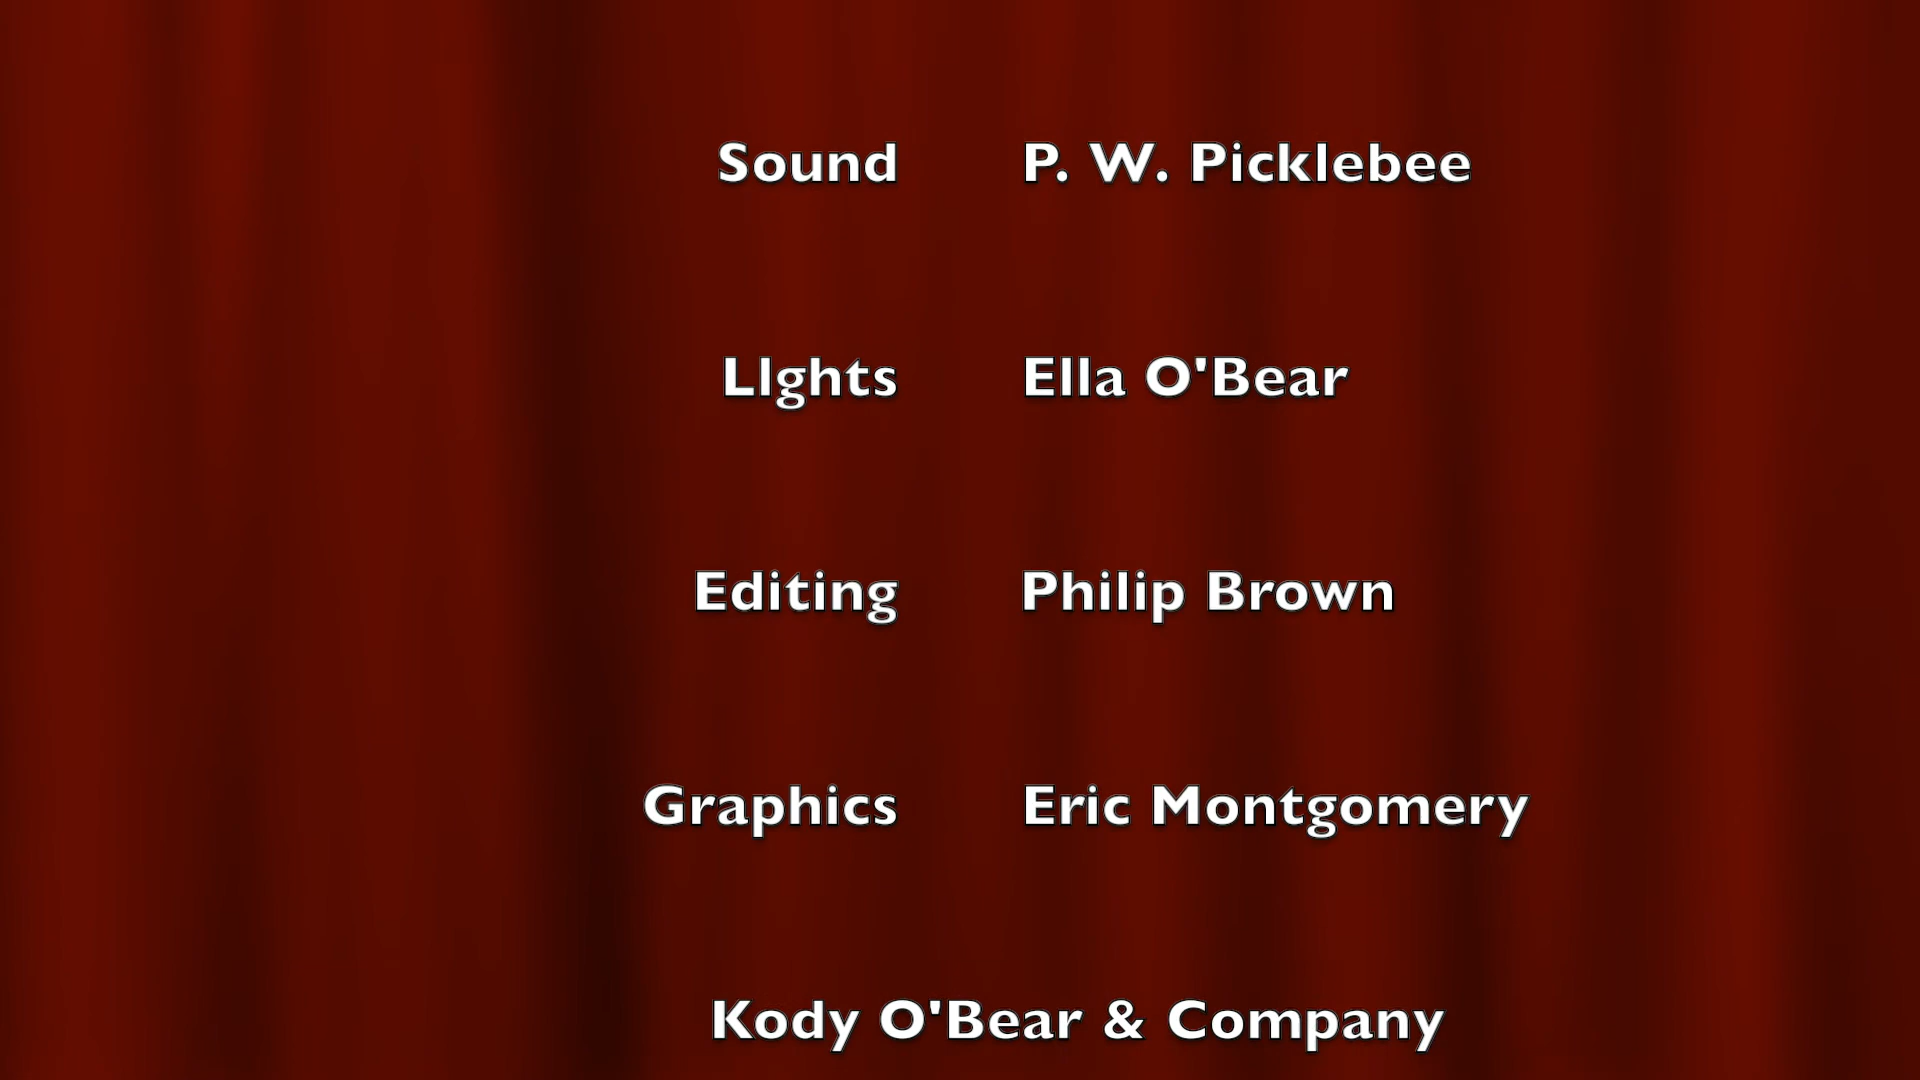 Sound P. W. Picklebee
LIghts Ella O'Bear
Editing Philip Brown
Graphics Eric Montgomery
Kody O'Bear & Company